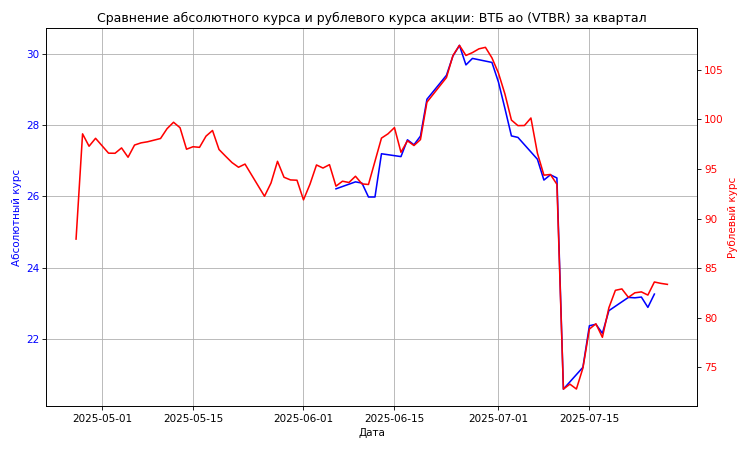 Сравнение абсолютного курса и рублевого курса акции: ВТБ ао (VTBR) за квартал
30
28
26
24
22
Абсолютный курс
105
100
95
90
85
80
75
Рублевый курс
2025-05-01 2025-05-15 2025-06-01 2025-06-15 2025-07-01 2025-07-15
Дата